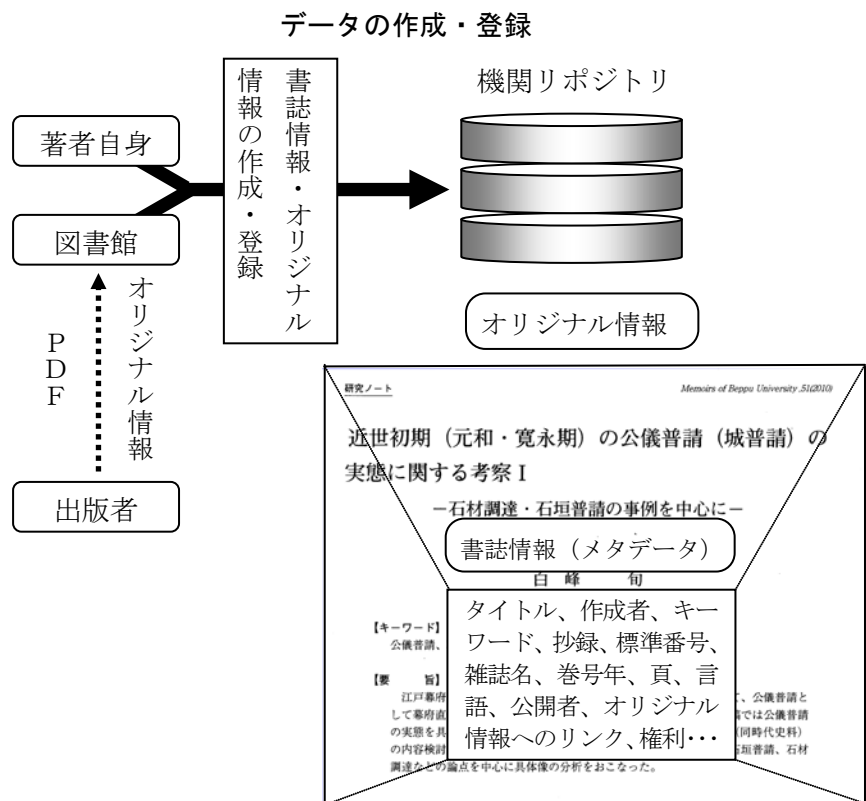 データの作成・登録
著者自身
図書館
オリジナル情報
PDF
出版者
書誌情報・オリジナル
情報の作成・登録
機関リポジトリ
オリジナル情報
研究ノート
Memoirs of Beppu University ,51(2010)
近世初期(元和・寛永期)の公儀普請(城普請)の
実態に関する考察Ⅰ
−石材調達・石垣普請の事例を中心に−
書誌情報(メタデータ)
白 峰 旬
タイトル、作成者、キー
ワード、抄録、標準番号、
雑誌名、巻号年、頁、言
語、公開者、オリジナル
情報へのリンク、権利・・・
【キーワード】
公儀普請、
【要 旨】
江戸幕府 て、公儀普請と
して幕府直 では公儀普請
の実態を具 (同時代史料)
の内容検討 石垣普請、石材
調達などの論点を中心に具体像の分析をおこなった。